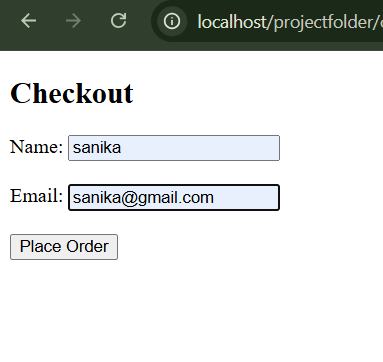 localhost/projectfolder/
Checkout
Name: sanika
Email: sanika@gmail.com
Place Order